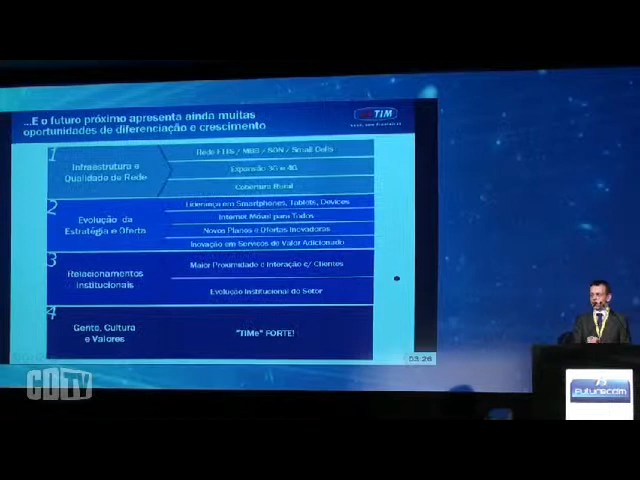 ...E o futuro próximo apresenta ainda muitas
oportunidades de diferenciação e crescimento
TIM
1
Infraestrutura e
Qualidade de Rede
Rede / MBB / SON / Small Cells
Expansão 3G e 4G
Cobertura Rural
2
Evolução da
Estratégia e Oferta
Liderança em Smartphones, Tablets, Devices
Internet Móvel para Todos
Novos Planos e Ofertas Inovadoras
Inovação em Serviços de Valor Adicionado
3
Relacionamentos
Institucionais
Maior Proximidade e Interação c/ Clientes
Evolução Institucional do Setor
4
Gente, Cultura
e Valores
"TIMe" FORTE!
03:26
CDTV
Futurecom